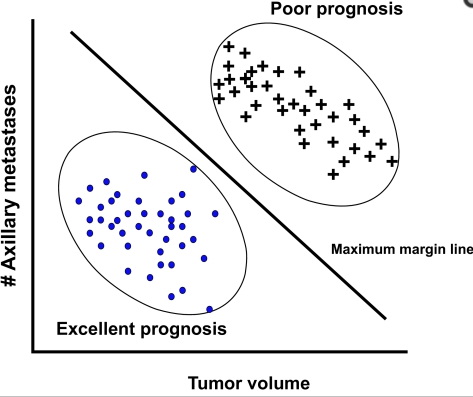 Poor prognosis
# Axillary metastases
Maximum margin line
Excellent prognosis
Tumor volume